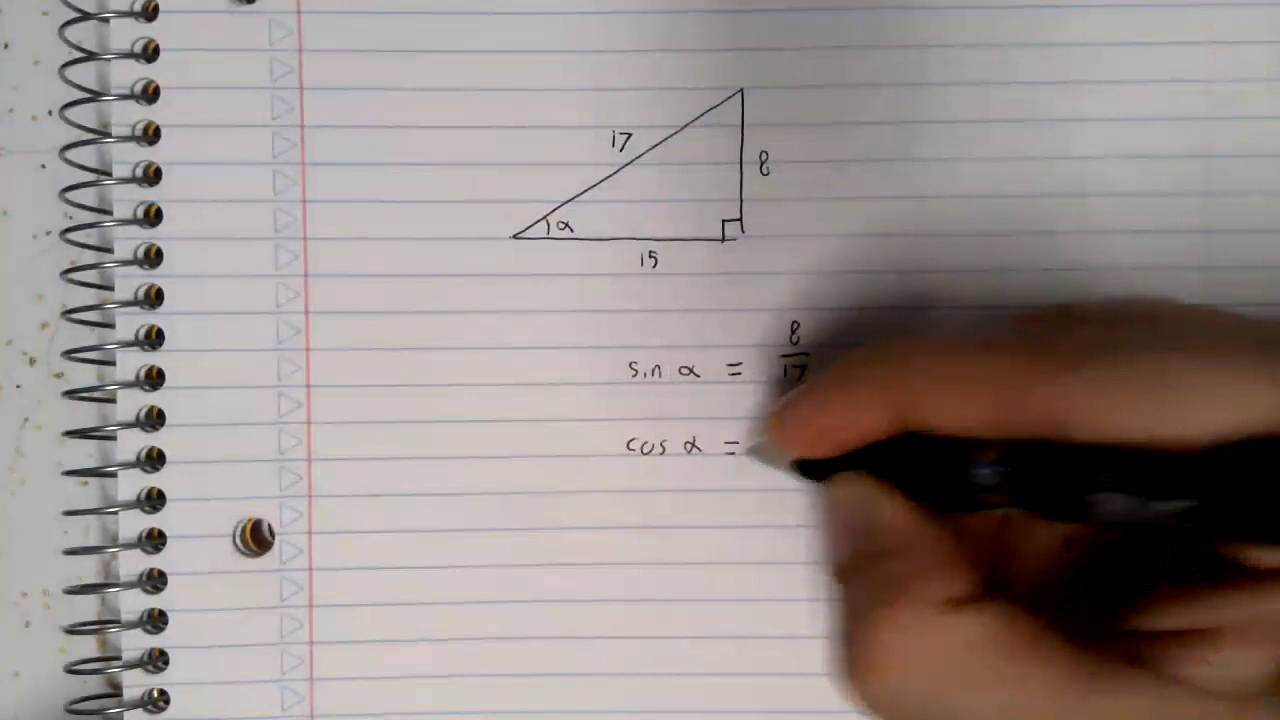 17
8
α
15
sin α = 8/17
cos α =